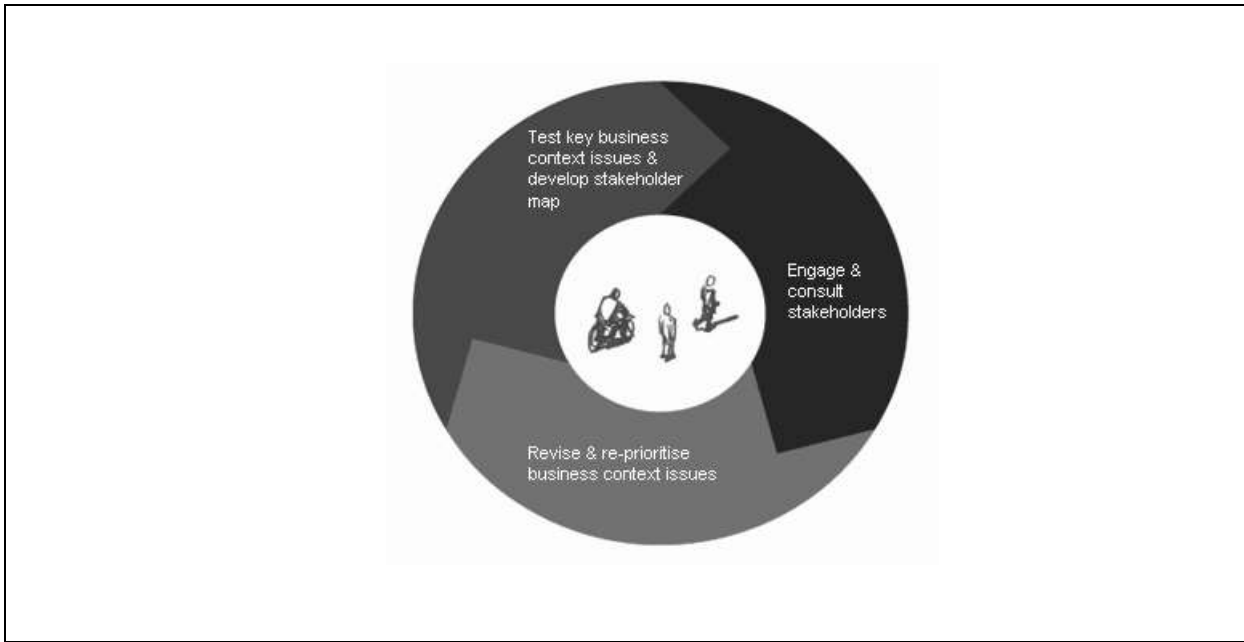 Test key business
context issues &
develop stakeholder
map
Engage &
consult
stakeholders
Revise & re-prioritise
business context issues